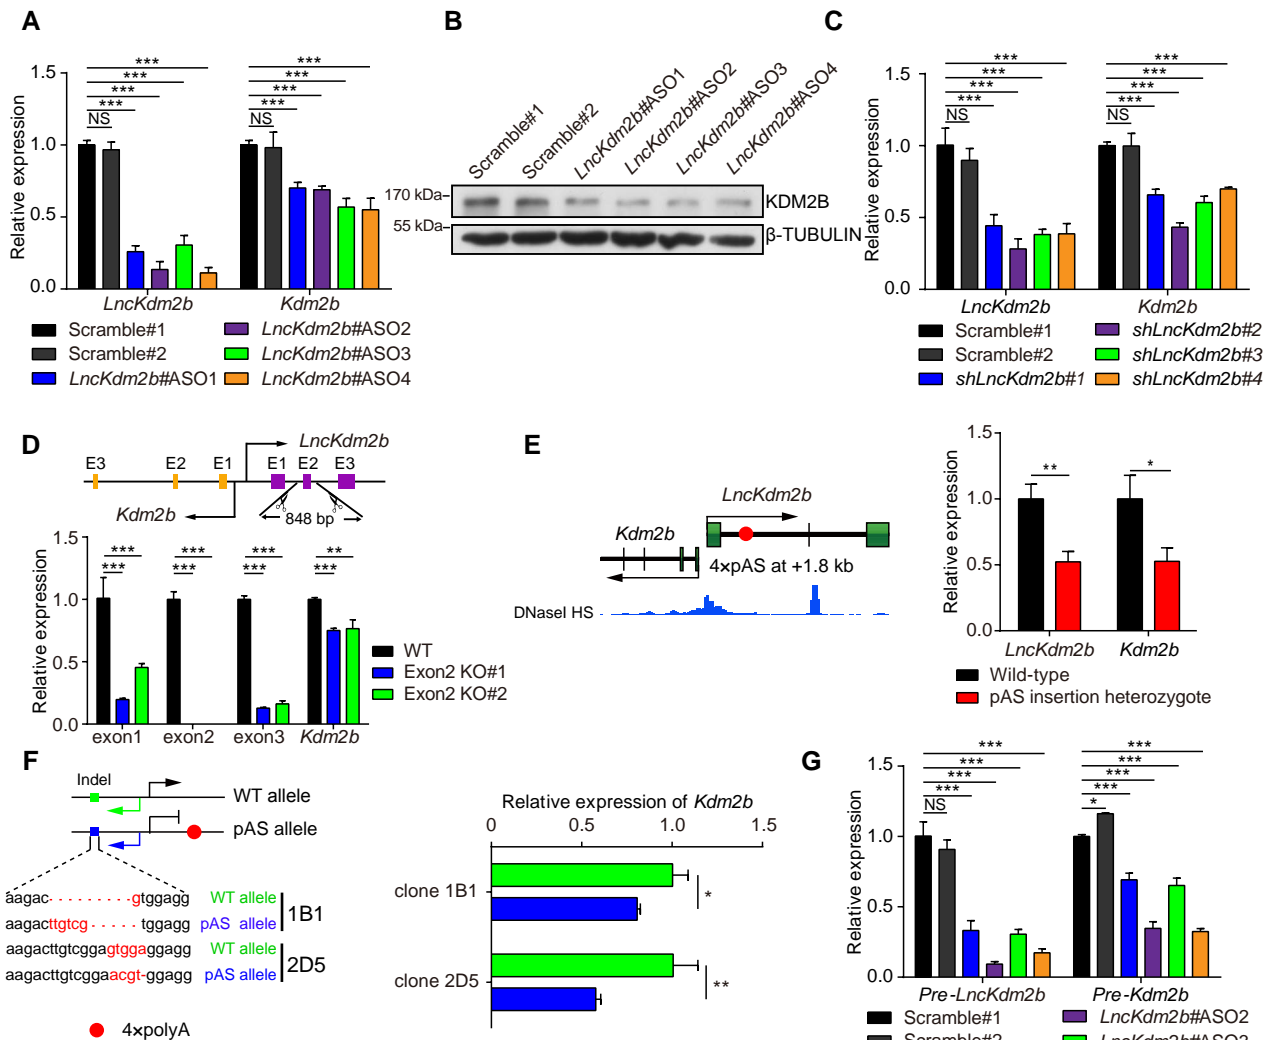 A
1.5
1.0
0.5
0.0
Relative expression
***
***
***
***
NS
***
***
***
***
NS
LncKdm2b
Kdm2b
Scramble#1
Scramble#2
LncKdm2b#ASO1
LncKdm2b#ASO2
LncKdm2b#ASO3
LncKdm2b#ASO4
B
Scramble#1
Scramble#2
LncKdm2b#ASO1
LncKdm2b#ASO2
LncKdm2b#ASO3
LncKdm2b#ASO4
170 kDa
55 kDa
KDM2B
β-TUBULIN
C
1.5
1.0
0.5
0.0
Relative expression
***
***
***
***
NS
***
***
***
***
NS
LncKdm2b
Kdm2b
Scramble#1
Scramble#2
shLncKdm2b#1
shLncKdm2b#2
shLncKdm2b#3
shLncKdm2b#4
D
LncKdm2b
E3 E2 E1 E1 E2 E3
Kdm2b
848 bp
1.5
1.0
0.5
0.0
Relative expression
***
***
***
***
***
***
**
***
exon1 exon2 exon3 Kdm2b
WT
Exon2 KO#1
Exon2 KO#2
E
LncKdm2b
Kdm2b
4×pAS at +1.8 kb
DNaseI HS
1.5
1.0
0.5
0.0
Relative expression
**
*
LncKdm2b
Kdm2b
Wild-type
pAS insertion heterozygote
F
Indel
WT allele
pAS allele
aagac- - - - - - - - -gtggagg WT allele
aagacttgtcg- - - - - tggagg pAS allele
1B1
aagacttgtcggagtggaggagg WT allele
aagacttgtcggaacgt-ggagg pAS allele
2D5
4×polyA
Relative expression of Kdm2b
0 0.5 1.0 1.5
clone 1B1
*
clone 2D5
**
G
1.5
1.0
0.5
0.0
Relative expression
***
***
***
***
NS
***
***
***
***
*
Pre-LncKdm2b
Pre-Kdm2b
Scramble#1
Scramble#2
LncKdm2b#ASO2
LncKdm2b#ASO3